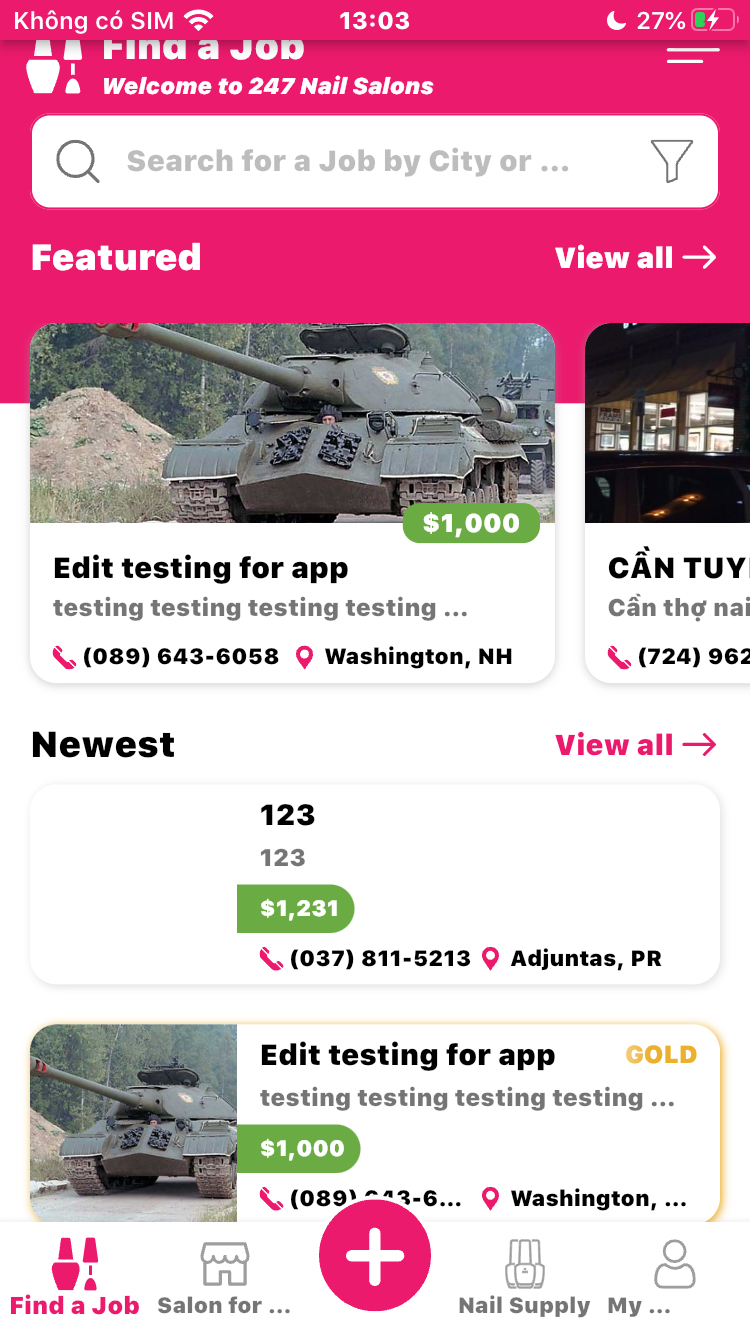 Không có SIM
13:03
27%
Find a Job
Welcome to 247 Nail Salons
Search for a Job by City or ...
Featured
View all
$1,000
Edit testing for app
testing testing testing testing ...
(089) 643-6058
Washington, NH
CẦN TUY
Cần thợ nai
(724) 962
Newest
View all
123
123
$1,231
(037) 811-5213
Adjuntas, PR
Edit testing for app
GOLD
testing testing testing testing ...
$1,000
(089) 643-6...
Washington, ...
Find a Job
Salon for ...
Nail Supply
My ...